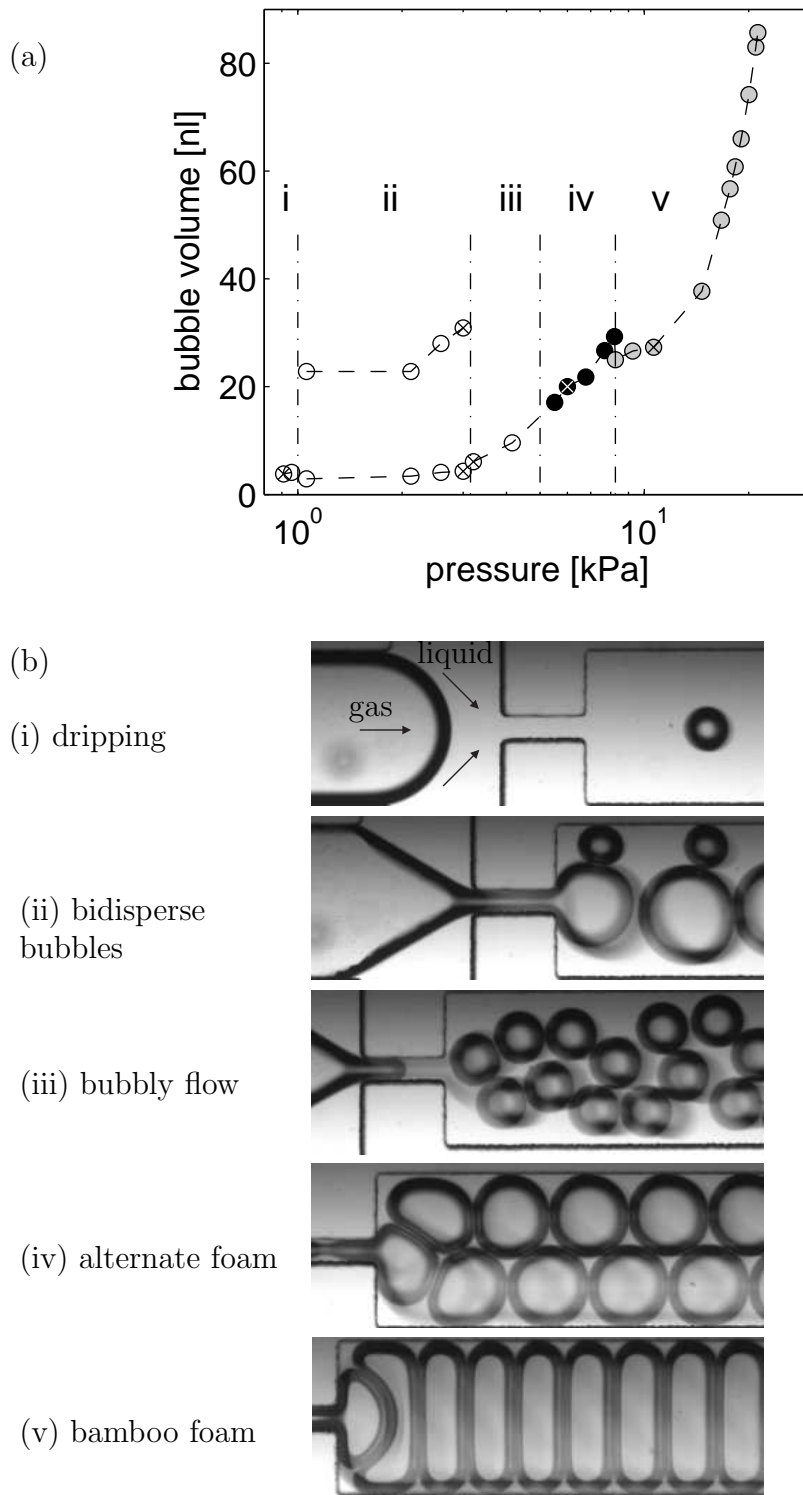 (a)
bubble volume [nl]
80
60
40
20
0
i ii iii iv v
10^0 10^1
pressure [kPa]
(b)
liquid
gas
(i) dripping
(ii) bidisperse
bubbles
(iii) bubbly flow
(iv) alternate foam
(v) bamboo foam